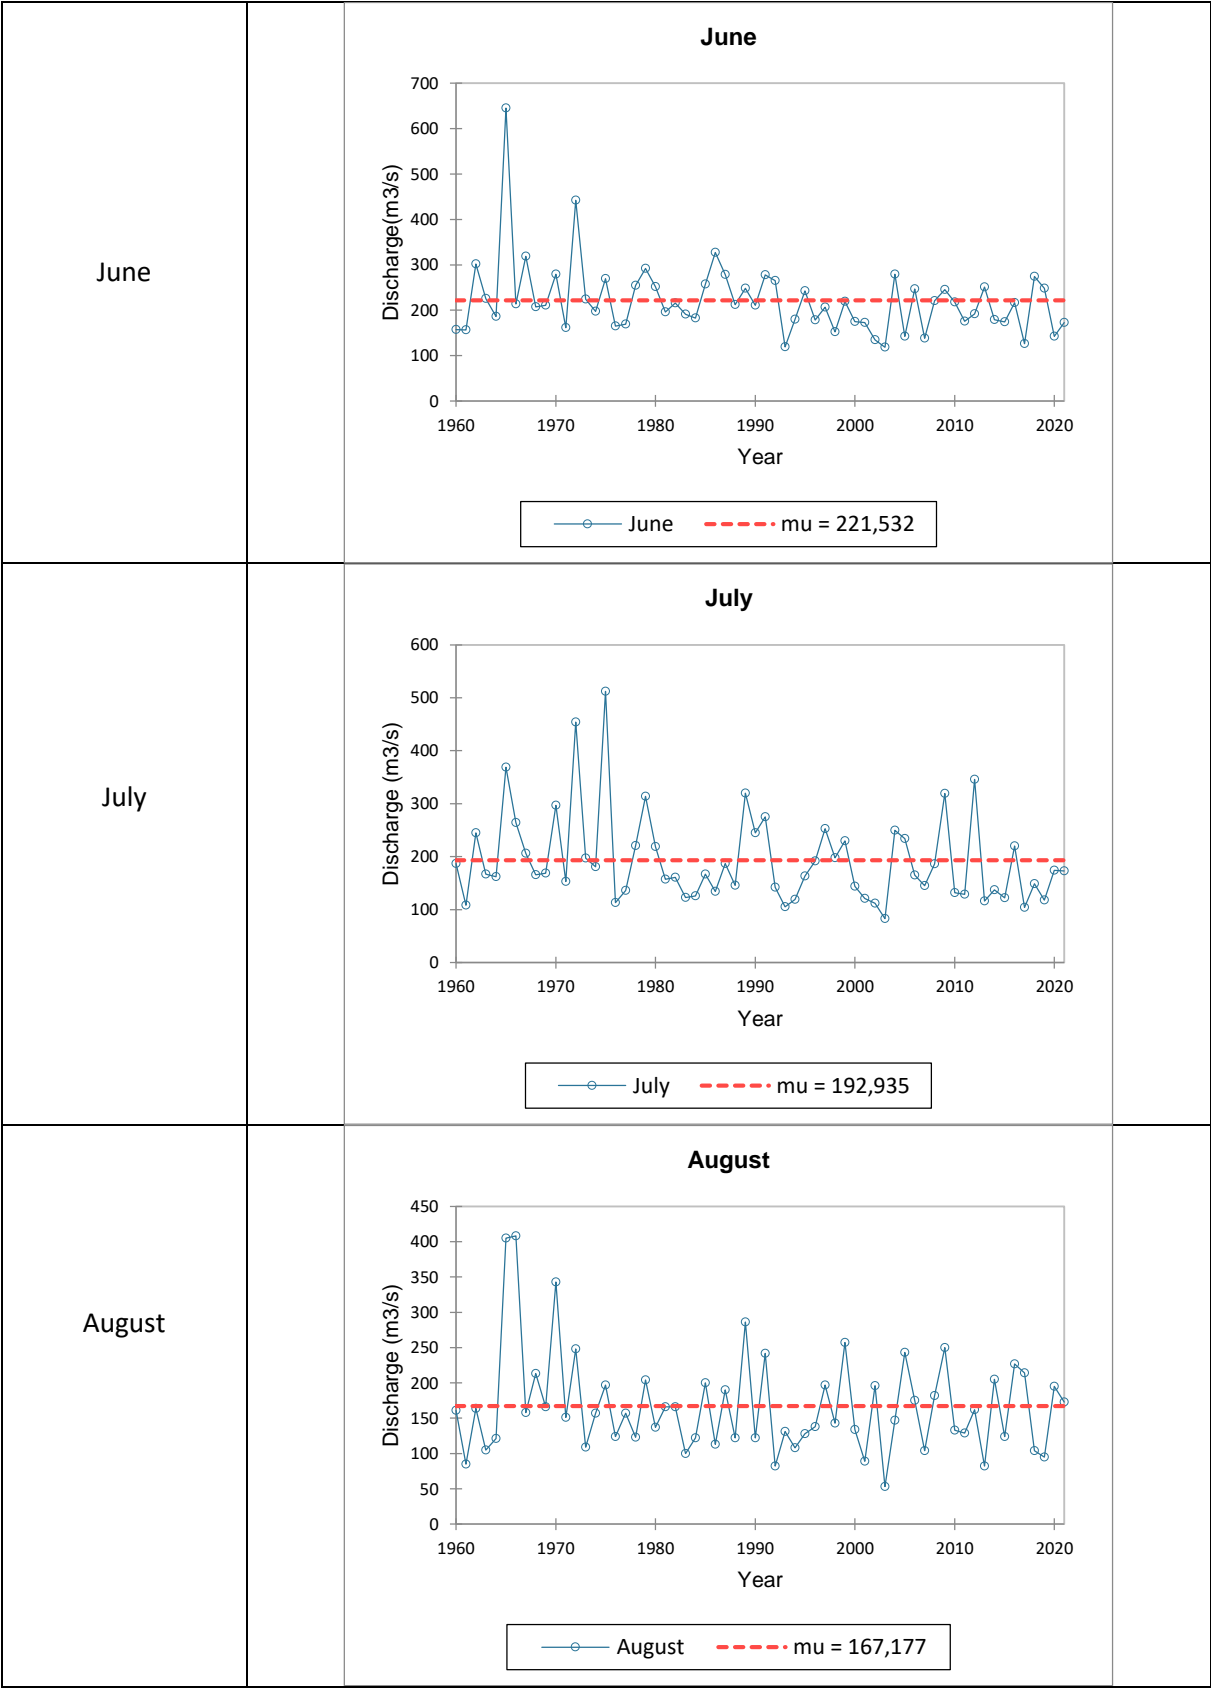 June
June
700
600
500
400
300
200
100
0
Discharge(m3/s)
1960 1970 1980 1990 2000 2010 2020
Year
June mu = 221,532
July
July
600
500
400
300
200
100
0
Discharge (m3/s)
1960 1970 1980 1990 2000 2010 2020
Year
July mu = 192,935
August
August
450
400
350
300
250
200
150
100
50
0
Discharge (m3/s)
1960 1970 1980 1990 2000 2010 2020
Year
August mu = 167,177